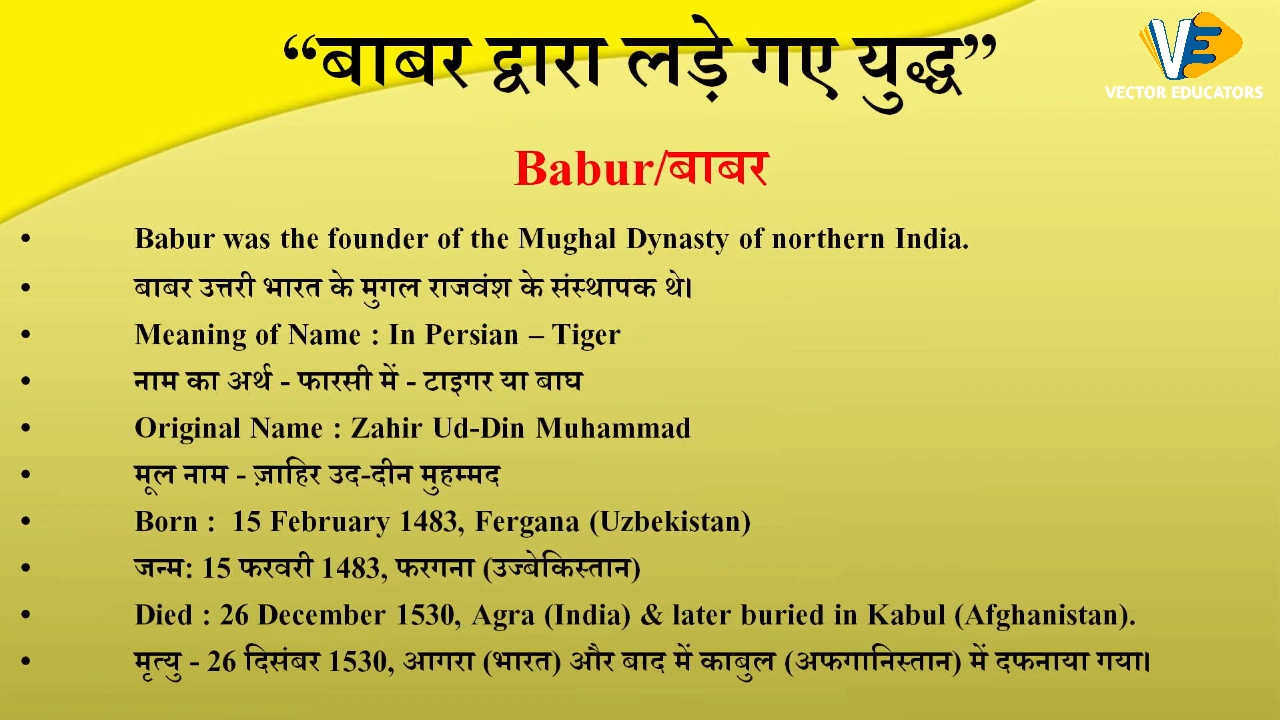 “बाबर द्वारा लड़े गए युद्ध”
VE
VECTOR EDUCATORS
Babur/बाबर
• Babur was the founder of the Mughal Dynasty of northern India.
• बाबर उत्तरी भारत के मुगल राजवंश के संस्थापक थे।
• Meaning of Name : In Persian – Tiger
• नाम का अर्थ - फारसी में - टाइगर या बाघ
• Original Name : Zahir Ud-Din Muhammad
• मूल नाम - ज़ाहिर उद-दीन मुहम्मद
• Born :  15 February 1483, Fergana (Uzbekistan)
• जन्म: 15 फरवरी 1483, फरगना (उज्बेकिस्तान)
• Died : 26 December 1530, Agra (India) & later buried in Kabul (Afghanistan).
• मृत्यु - 26 दिसंबर 1530, आगरा (भारत) और बाद में काबुल (अफगानिस्तान) में दफनाया गया।